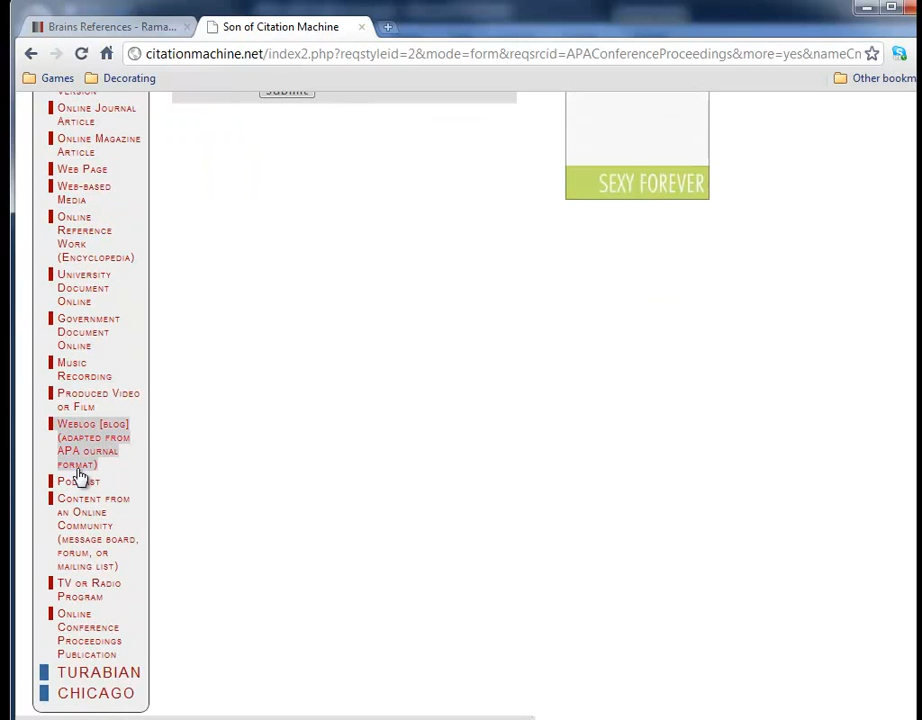 Brains References - Rama...
Son of Citation Machine
citationmachine.net/index2.php?reqstyleid=2&mode=form&reqsrcid=APAConferenceProceedings&more=yes&nameCn
Games
Decorating
Other bookm
VERSION
Submit
ONLINE JOURNAL
ARTICLE
ONLINE MAGAZINE
ARTICLE
WEB PAGE
WEB-BASED
MEDIA
ONLINE
REFERENCE
WORK
(ENCYCLOPEDIA)
UNIVERSITY
DOCUMENT
ONLINE
GOVERNMENT
DOCUMENT
ONLINE
MUSIC
RECORDING
PRODUCED VIDEO
OR FILM
WEBLOG [BLOG]
(ADAPTED FROM
APA OURNAL
FORMAT)
PODCAST
CONTENT FROM
AN ONLINE
COMMUNITY
(MESSAGE BOARD,
FORUM, OR
MAILING LIST)
TV OR RADIO
PROGRAM
ONLINE
CONFERENCE
PROCEEDINGS
PUBLICATION
TURABIAN
CHICAGO
SEXY FOREVER